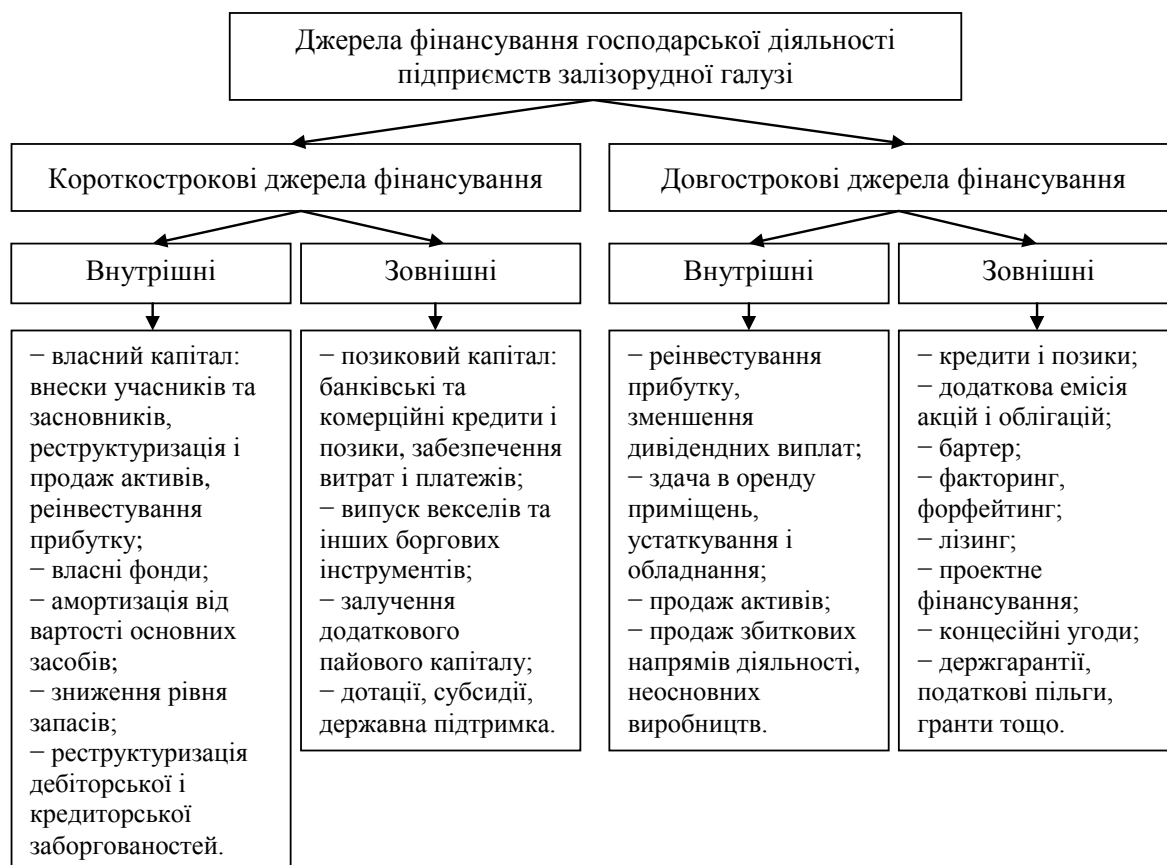 Джерела фінансування господарської діяльності
підприємств залізорудної галузі
Короткострокові джерела фінансування
Довгострокові джерела фінансування
Внутрішні
Зовнішні
Внутрішні
Зовнішні
− власний капітал:
внески учасників та
засновників,
реструктуризація і
продаж активів,
реінвестування
прибутку;
− власні фонди;
− амортизація від
вартості основних
засобів;
− зниження рівня
запасів;
− реструктуризація
дебіторської і
кредиторської
заборгованостей.
− позиковий капітал:
банківські та
комерційні кредити і
позики, забезпечення
витрат і платежів;
− випуск векселів та
інших боргових
інструментів;
− залучення
додаткового
пайового капіталу;
− дотації, субсидії,
державна підтримка.
− реінвестування
прибутку,
зменшення
дивідендних виплат;
− здача в оренду
приміщень,
устаткування і
обладнання;
− продаж активів;
− продаж збиткових
напрямів діяльності,
неосновних
виробництв.
− кредити і позики;
− додаткова емісія
акцій і облігацій;
− бартер;
− факторинг,
форфейтинг;
− лізинг;
− проектне
фінансування;
− концесійні угоди;
− держгарантії,
податкові пільги,
гранти тощо.